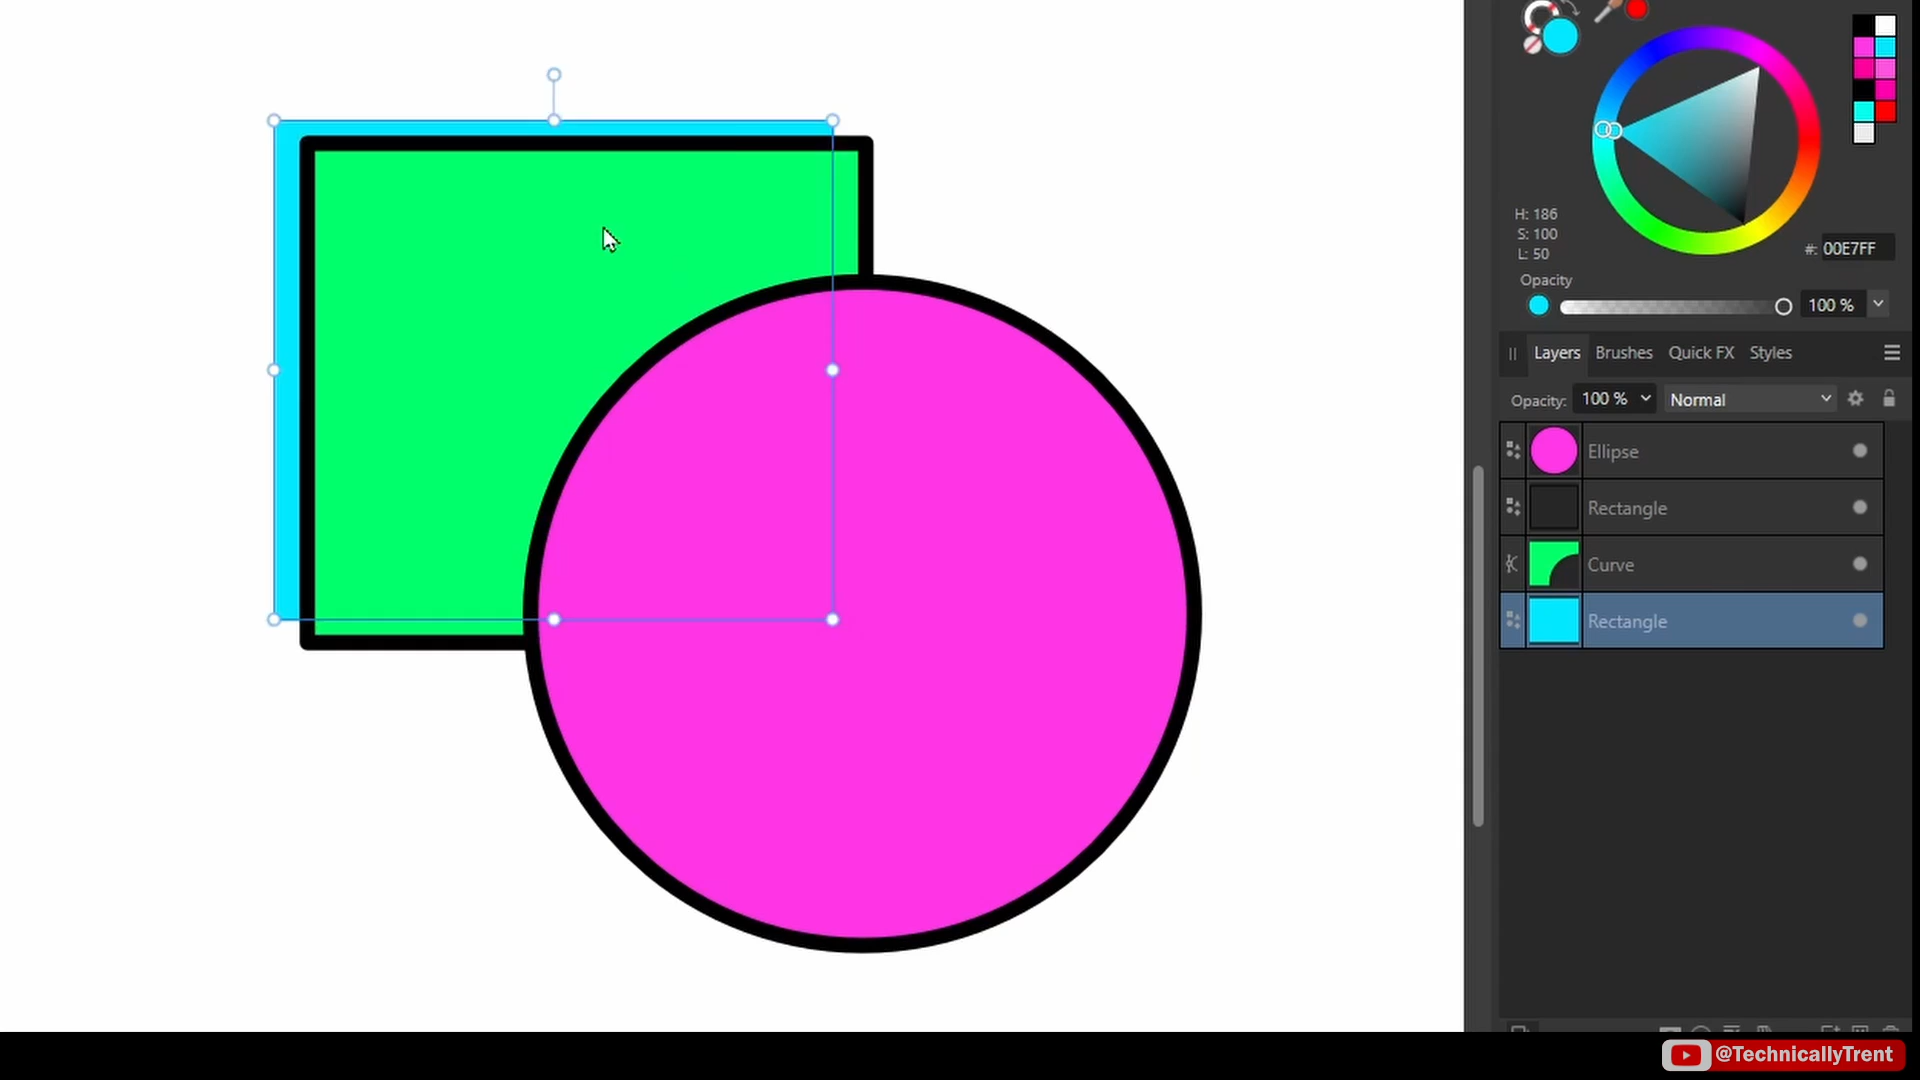 H: 186
S: 100
L: 50
#: 00E7FF
Opacity
100 %
Layers Brushes Quick FX Styles
Opacity: 100 % Normal
Ellipse
Rectangle
Curve
Rectangle
@TechnicallyTrent